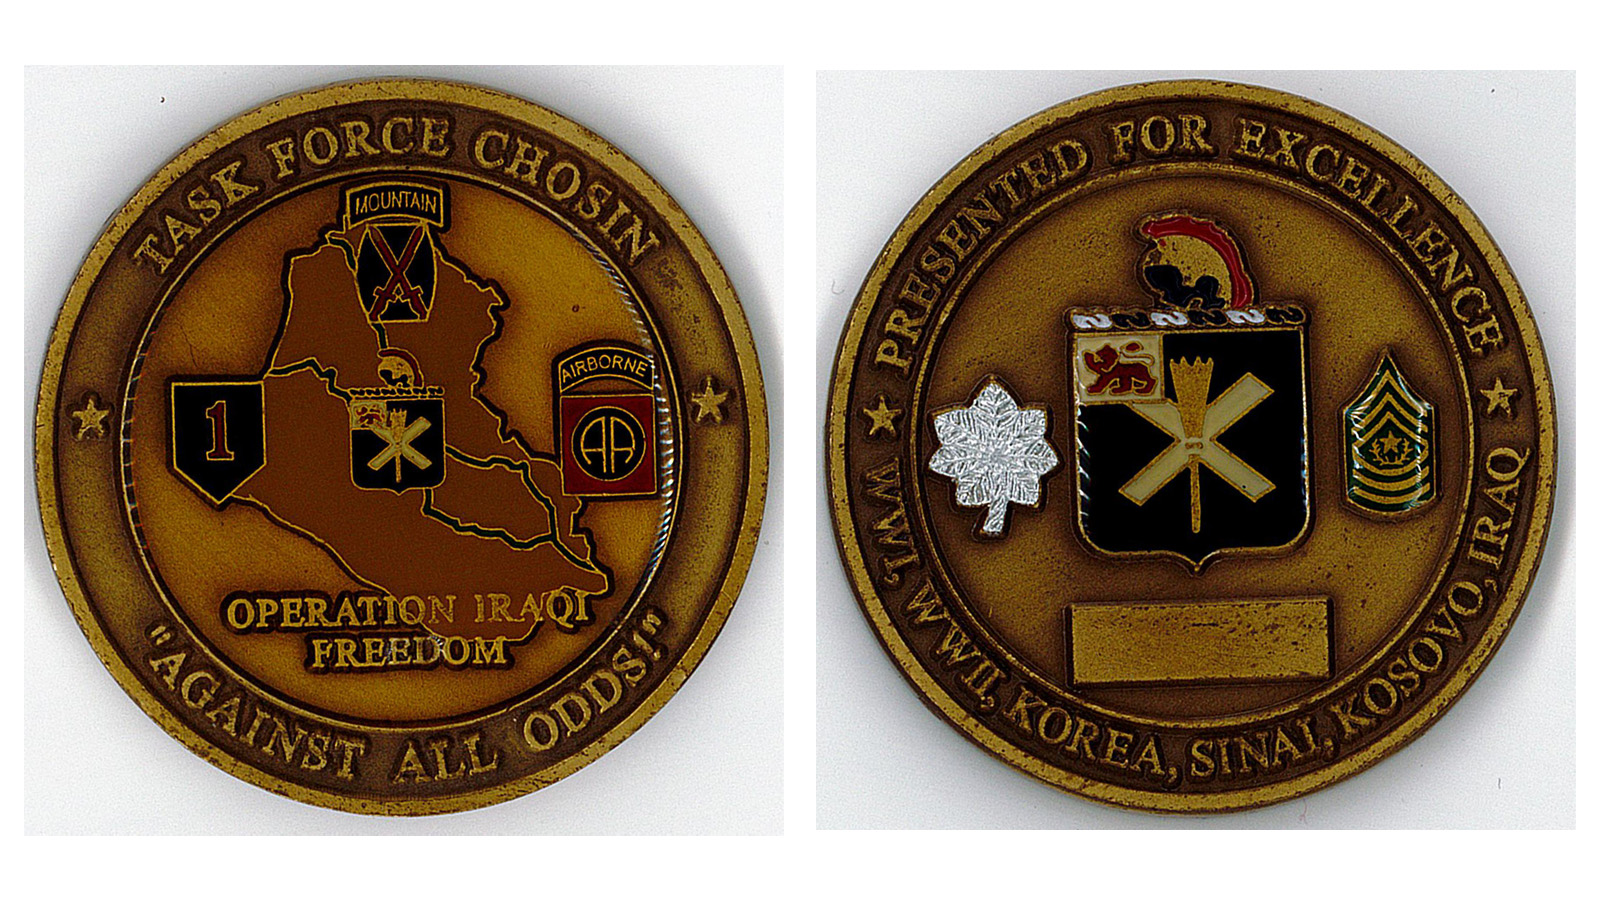 TASK FORCE CHOSIN
MOUNTAIN
1
AIRBORNE
AA
OPERATION IRAQI
FREEDOM
"AGAINST ALL ODDS!"
PRESENTED FOR EXCELLENCE
WWI, WWII, KOREA, SINAI, KOSOVO, IRAQ